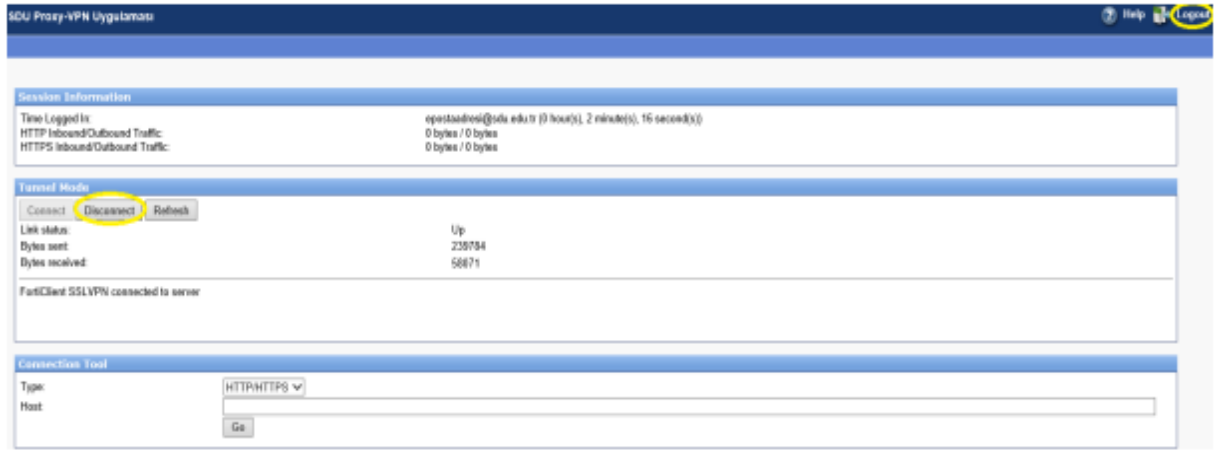 SDU Proxy-VPN Uygulaması
Help Logout
Session Information
Time Logged In: epostaadresi@sdu.edu.tr (0 hour(s), 2 minute(s), 16 second(s))
HTTP Inbound/Outbound Traffic: 0 bytes / 0 bytes
HTTPS Inbound/Outbound Traffic: 0 bytes / 0 bytes
Tunnel Mode
Connect Disconnect Refresh
Link status: Up
Bytes sent: 239784
Bytes received: 58871
FortiClient SSLVPN connected to server
Connection Tool
Type: HTTP/HTTPS
Host:
Go